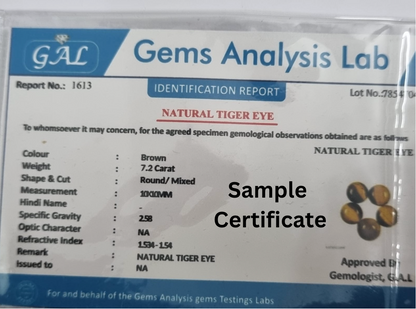 GAL Gems Analysis Lab
Report No.: 1613
IDENTIFICATION REPORT
NATURAL TIGER EYE
To whomsoever it may concern, for the agreed specimen gemological observations obtained are as follows
NATURAL TIGER EYE
Colour : Brown
Weight : 7.2 Carat
Shape & Cut : Round/ Mixed
Measurement : 10X10MM
Hindi Name : -
Specific Gravity : 2.58
Optic Character : NA
Refractive Index : 1.534 - 1.54
Remark : NATURAL TIGER EYE
Issued to : NA
Sample
Certificate
Approved By
Gemologist, G.A.L
For and behalf of the Gems Analysis gems Testings Labs